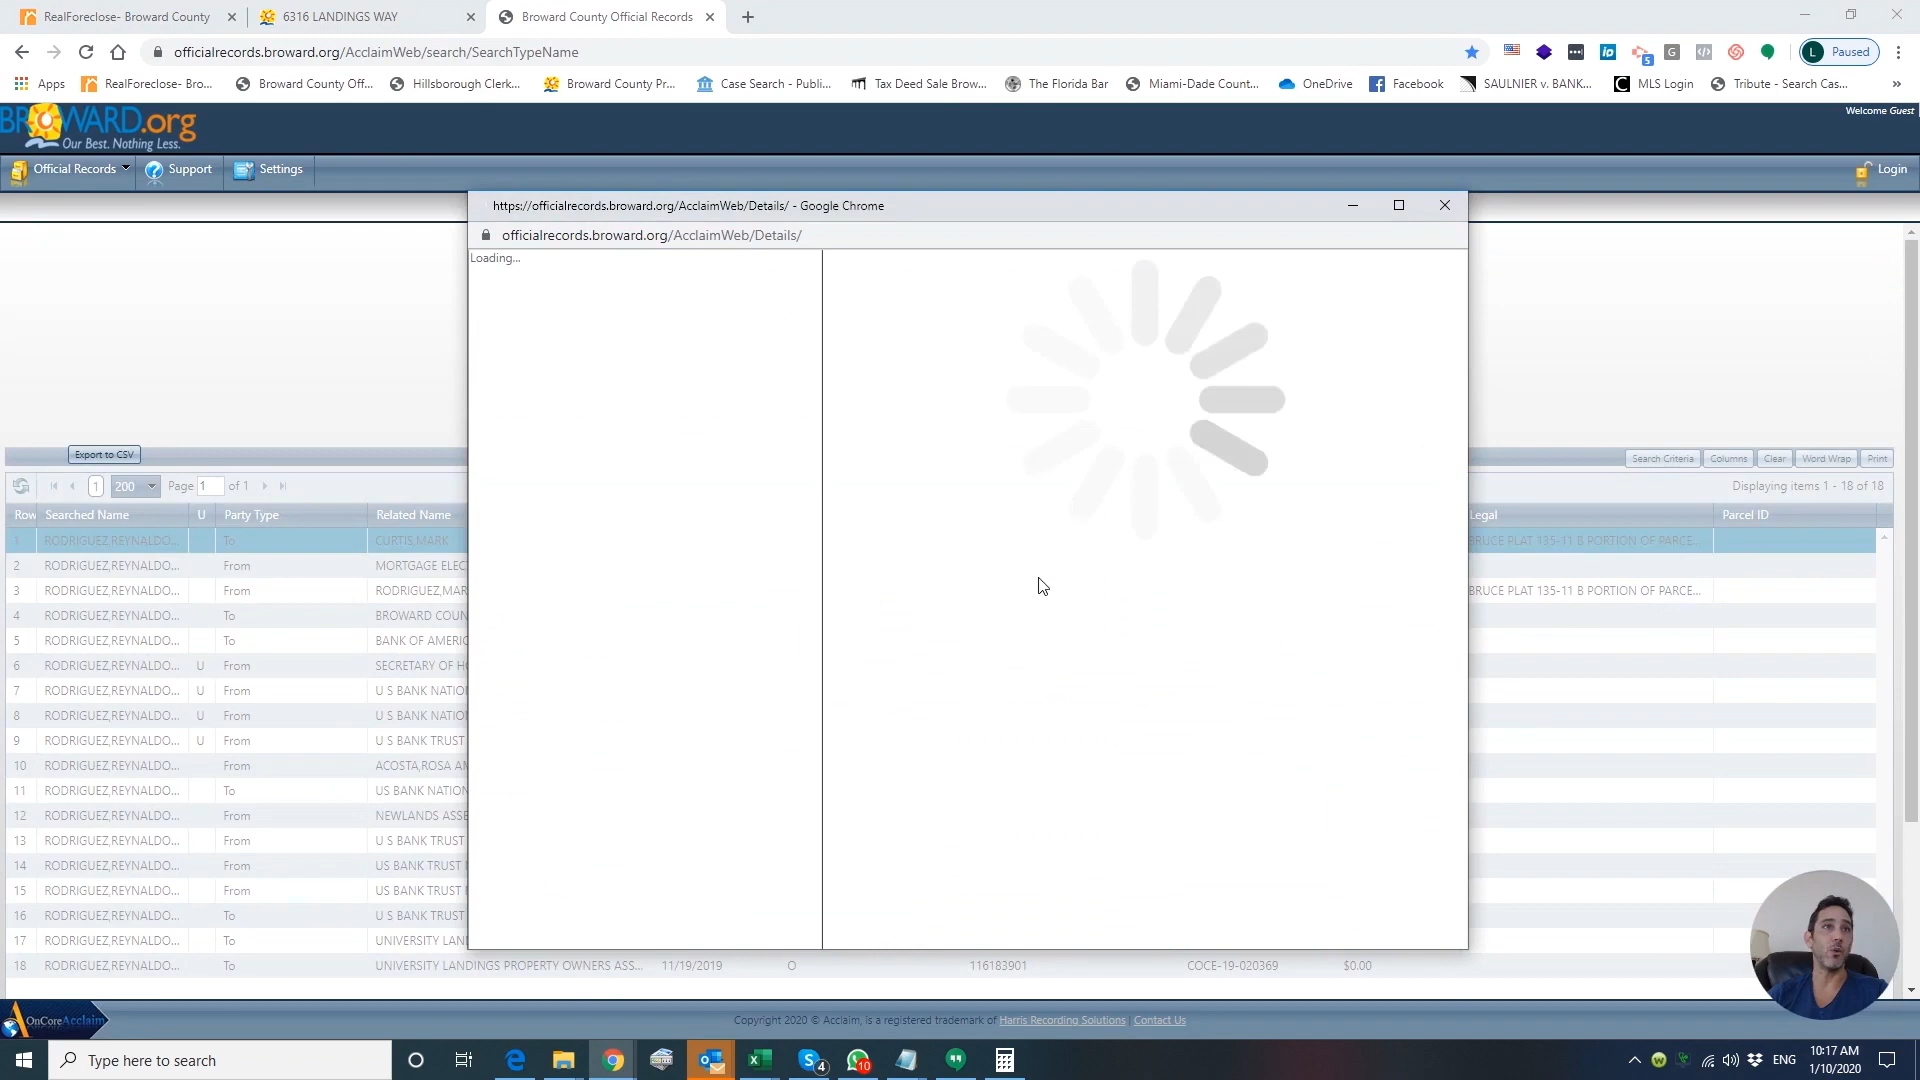 RealForeclose- Broward County
6316 LANDINGS WAY
Broward County Official Records
officialrecords.broward.org/AcclaimWeb/search/SearchTypeName
5
L Paused
Apps
RealForeclose- Bro...
Broward County Off...
Hillsborough Clerk...
Broward County Pr...
Case Search - Publi...
Tax Deed Sale Brow...
The Florida Bar
Miami-Dade Count...
OneDrive
Facebook
SAULNIER v. BANK...
MLS Login
Tribute - Search Cas...
»
BROWARD.org
Our Best. Nothing Less.
Welcome Guest
Official Records
Support
Settings
Login
https://officialrecords.broward.org/AcclaimWeb/Details/ - Google Chrome
officialrecords.broward.org/AcclaimWeb/Details/
Loading...
Export to CSV
Search Criteria Columns Clear Word Wrap Print
1 200 Page 1 of 1
Displaying items 1 - 18 of 18
Row Searched Name U Party Type Related Name Legal Parcel ID
1 RODRIGUEZ,REYNALDO... To CURTIS,MARK BRUCE PLAT 135-11 B PORTION OF PARCE...
2 RODRIGUEZ,REYNALDO... From MORTGAGE ELEC
3 RODRIGUEZ,REYNALDO... From RODRIGUEZ,MAR BRUCE PLAT 135-11 B PORTION OF PARCE...
4 RODRIGUEZ,REYNALDO... To BROWARD COUN
5 RODRIGUEZ,REYNALDO... To BANK OF AMERIC
6 RODRIGUEZ,REYNALDO... U From SECRETARY OF H
7 RODRIGUEZ,REYNALDO... U From U S BANK NATIO
8 RODRIGUEZ,REYNALDO... U From U S BANK NATIO
9 RODRIGUEZ,REYNALDO... U From U S BANK TRUST
10 RODRIGUEZ,REYNALDO... From ACOSTA,ROSA AM
11 RODRIGUEZ,REYNALDO... To US BANK NATION
12 RODRIGUEZ,REYNALDO... From NEWLANDS ASSE
13 RODRIGUEZ,REYNALDO... From U S BANK TRUST
14 RODRIGUEZ,REYNALDO... From US BANK TRUST
15 RODRIGUEZ,REYNALDO... From US BANK TRUST
16 RODRIGUEZ,REYNALDO... To U S BANK TRUST
17 RODRIGUEZ,REYNALDO... To UNIVERSITY LAN
18 RODRIGUEZ,REYNALDO... To UNIVERSITY LANDINGS PROPERTY OWNERS ASS... 11/19/2019 O 116183901 COCE-19-020369 $0.00
OnCoreAcclaim
Copyright 2020 © Acclaim, is a registered trademark of Harris Recording Solutions | Contact Us
Type here to search
4
10
ENG
10:17 AM
1/10/2020